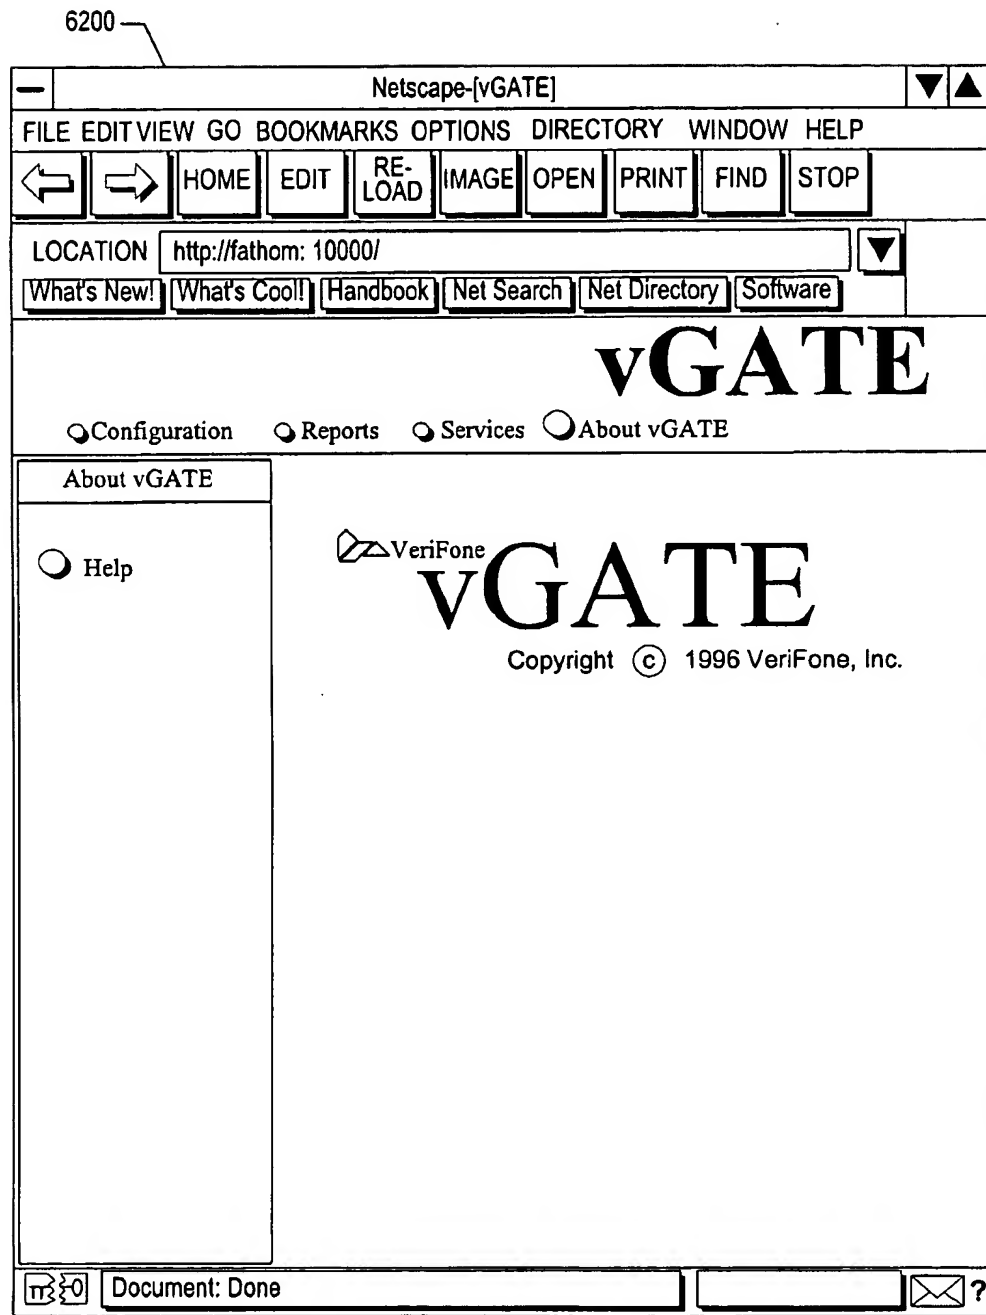 6200
Netscape-[vGATE]
FILE EDIT VIEW GO BOOKMARKS OPTIONS DIRECTORY WINDOW HELP
HOME EDIT RE-LOAD IMAGE OPEN PRINT FIND STOP
LOCATION http://fathom: 10000/
What's New! What's Cool! Handbook Net Search Net Directory Software
vGATE
Configuration Reports Services About vGATE
About vGATE
Help
VeriFone
vGATE
Copyright © 1996 VeriFone, Inc.
Document: Done
?